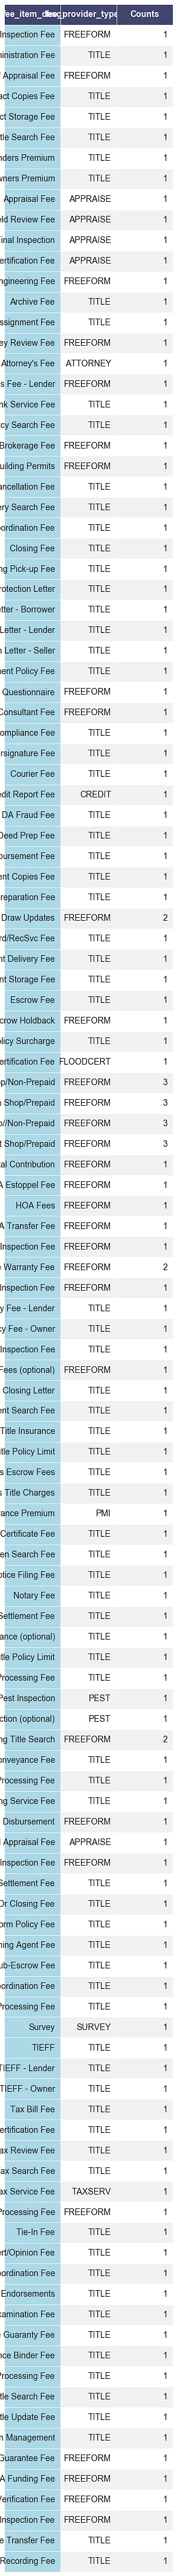 provider_type Counts
Inspection Fee FREEFORM 1
inistration Fee TITLE 1
Appraisal Fee FREEFORM 1
act Copies Fee TITLE 1
ct Storage Fee TITLE 1
tle Search Fee TITLE 1
nders Premium TITLE 1
wners Premium TITLE 1
Appraisal Fee APPRAISE 1
eld Review Fee APPRAISE 1
inal Inspection APPRAISE 1
ertification Fee APPRAISE 1
ngineering Fee FREEFORM 1
Archive Fee TITLE 1
ssignment Fee TITLE 1
ey Review Fee FREEFORM 1
Attorney's Fee ATTORNEY 1
s Fee - Lender FREEFORM 1
nk Service Fee TITLE 1
cy Search Fee TITLE 1
Brokerage Fee FREEFORM 1
uilding Permits FREEFORM 1
ancellation Fee TITLE 1
ery Search Fee TITLE 1
oordination Fee TITLE 1
Closing Fee TITLE 1
ng Pick-up Fee TITLE 1
rotection Letter TITLE 1
etter - Borrower TITLE 1
Letter - Lender TITLE 1
n Letter - Seller TITLE 1
ment Policy Fee TITLE 1
Questionnaire FREEFORM 1
Consultant Fee FREEFORM 1
ompliance Fee TITLE 1
ersignature Fee TITLE 1
Courier Fee TITLE 1
edit Report Fee CREDIT 1
DA Fraud Fee TITLE 1
Deed Prep Fee TITLE 1
bursement Fee TITLE 1
ent Copies Fee TITLE 1
reparation Fee TITLE 1
Draw Updates FREEFORM 2
rd/RecSvc Fee TITLE 1
nt Delivery Fee TITLE 1
nt Storage Fee TITLE 1
Escrow Fee TITLE 1
crow Holdback FREEFORM 1
olicy Surcharge TITLE 1
ertification Fee FLOODCERT 1
op/Non-Prepaid FREEFORM 3
n Shop/Prepaid FREEFORM 3
p//Non-Prepaid FREEFORM 3
t Shop/Prepaid FREEFORM 3
tal Contribution FREEFORM 1
A Estoppel Fee FREEFORM 1
HOA Fees FREEFORM 1
A Transfer Fee FREEFORM 1
Inspection Fee FREEFORM 1
e Warranty Fee FREEFORM 2
Inspection Fee FREEFORM 1
y Fee - Lender TITLE 1
cy Fee - Owner TITLE 1
Inspection Fee TITLE 1
Fees (optional) FREEFORM 1
Closing Letter TITLE 1
ent Search Fee TITLE 1
Title Insurance TITLE 1
itle Policy Limit TITLE 1
s Escrow Fees TITLE 1
s Title Charges TITLE 1
rance Premium PMI 1
Certificate Fee TITLE 1
en Search Fee TITLE 1
otice Filing Fee TITLE 1
Notary Fee TITLE 1
Settlement Fee TITLE 1
ance (optional) TITLE 1
itle Policy Limit TITLE 1
Processing Fee TITLE 1
Pest Inspection PEST 1
ction (optional) PEST 1
ng Title Search FREEFORM 2
onveyance Fee TITLE 1
Processing Fee TITLE 1
ng Service Fee TITLE 1
Disbursement FREEFORM 1
l Appraisal Fee APPRAISE 1
Inspection Fee FREEFORM 1
Settlement Fee TITLE 1
Or Closing Fee TITLE 1
orm Policy Fee TITLE 1
ning Agent Fee TITLE 1
ub-Escrow Fee TITLE 1
oordination Fee TITLE 1
Processing Fee TITLE 1
Survey SURVEY 1
TIEFF TITLE 1
TIEFF - Lender TITLE 1
TIEFF - Owner TITLE 1
Tax Bill Fee TITLE 1
ertification Fee TITLE 1
ax Review Fee TITLE 1
ax Search Fee TITLE 1
ax Service Fee TAXSERV 1
Processing Fee FREEFORM 1
Tie-In Fee TITLE 1
ert/Opinion Fee TITLE 1
oordination Fee TITLE 1
Endorsements TITLE 1
xamination Fee TITLE 1
e Guaranty Fee TITLE 1
nce Binder Fee TITLE 1
Processing Fee TITLE 1
tle Search Fee TITLE 1
tle Update Fee TITLE 1
n Management TITLE 1
Guarantee Fee FREEFORM 1
A Funding Fee FREEFORM 1
Verification Fee FREEFORM 1
Inspection Fee FREEFORM 1
e Transfer Fee TITLE 1
Recording Fee TITLE 1